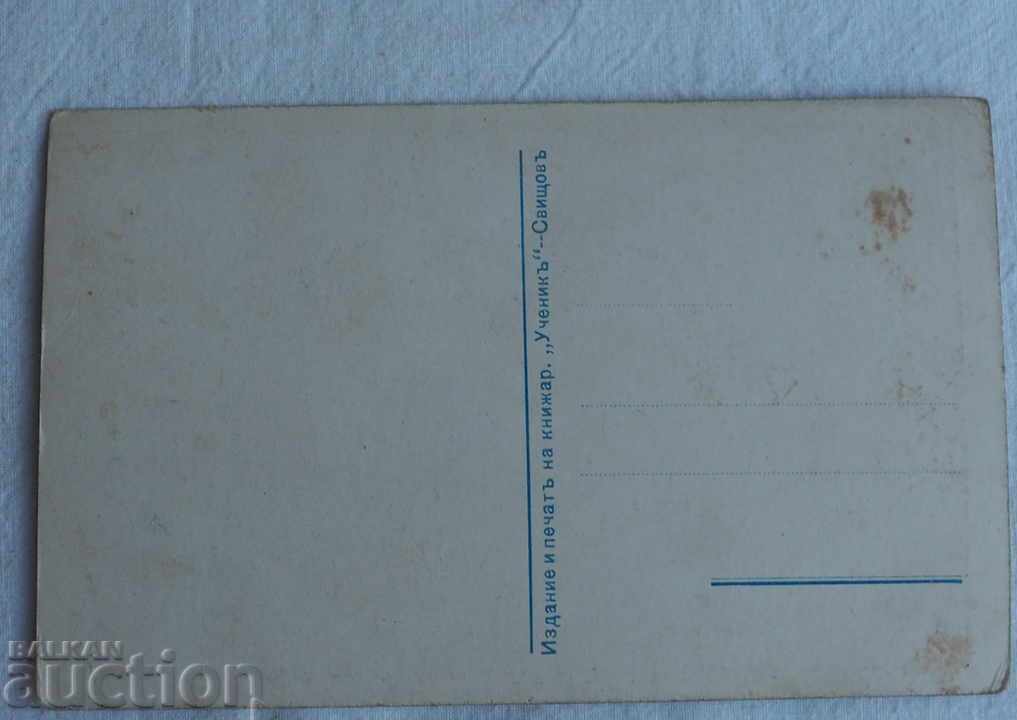 Издание и печатъ на книжар. „Ученикъ“--Свищовъ
BALKAN
auction